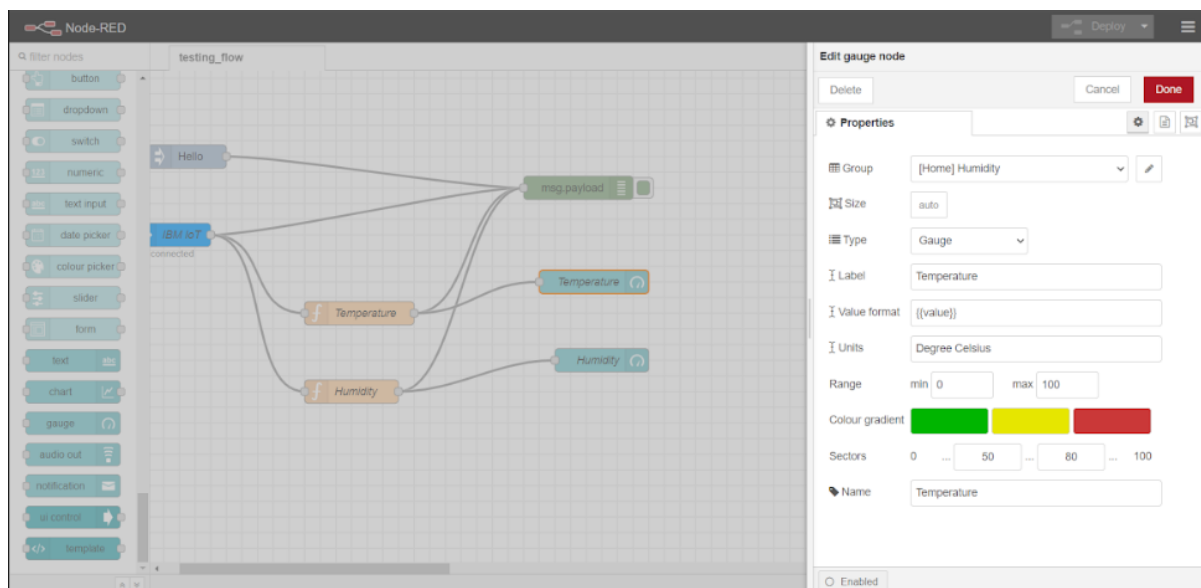 Node-RED
Deploy
filter nodes
testing_flow
button
dropdown
switch
numeric
text input
date picker
colour picker
slider
form
text
chart
gauge
audio out
notification
ui control
template
Hello
IBM IoT
connected
msg.payload
Temperature
Temperature
Humidity
Humidity
Edit gauge node
Delete Cancel Done
Properties
Group [Home] Humidity
Size auto
Type Gauge
Label Temperature
Value format {{value}}
Units Degree Celsius
Range min 0 max 100
Colour gradient
Sectors 0 ... 50 ... 80 ... 100
Name Temperature
Enabled